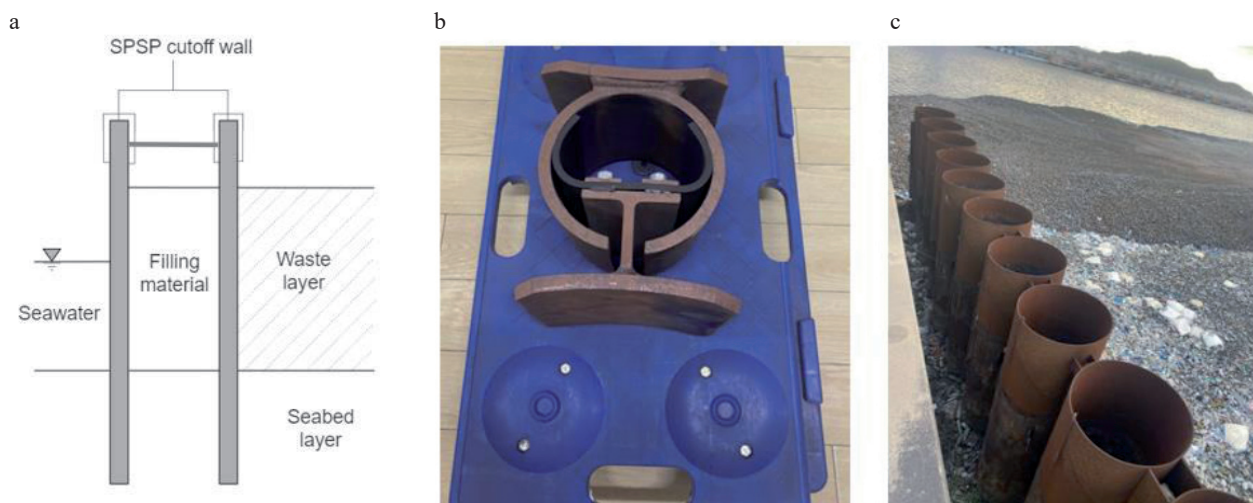 a
b
c
SPSP cutoff wall
Filling
material
Waste
layer
Seawater
Seabed
layer